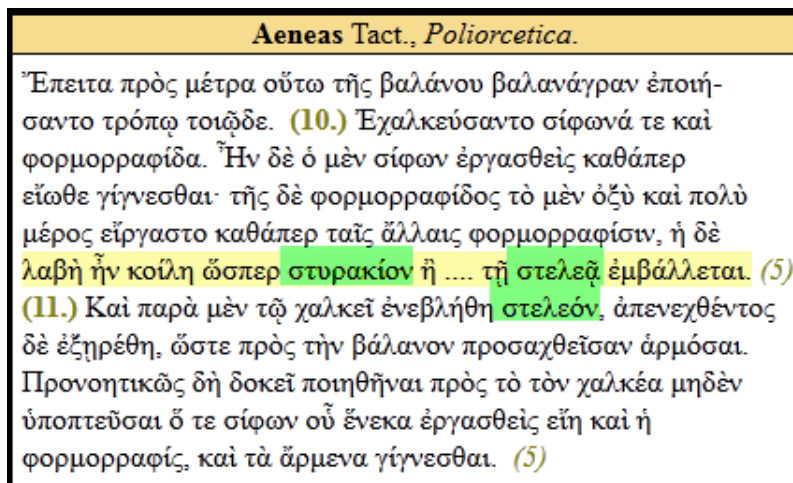 Aeneas Tact., Poliorcetica.
Ἔπειτα πρὸς μέτρα οὕτω τῆς βαλάνου βαλανάγραν ἐποιή-
σαντο τρόπῳ τοιῷδε. (10.) Ἐχαλκεύσαντο σίφωνά τε καὶ
φορμορραφίδα. Ἦν δὲ ὁ μὲν σίφων ἐργασθεὶς καθάπερ
εἴωθε γίγνεσθαι· τῆς δὲ φορμορραφίδος τὸ μὲν ὀξὺ καὶ πολὺ
μέρος εἴργαστο καθάπερ ταῖς ἄλλαις φορμορραφίσιν, ἡ δὲ
λαβὴ ἦν κοίλη ὥσπερ στυρακίον ἢ .... τῇ στελεᾷ ἐμβάλλεται. (5)
(11.) Καὶ παρὰ μὲν τῷ χαλκεῖ ἐνεβλήθη στελεόν, ἀπενεχθέντος
δὲ ἐξῃρέθη, ὥστε πρὸς τὴν βάλανον προσαχθεῖσαν ἁρμόσαι.
Προνοητικῶς δὴ δοκεῖ ποιηθῆναι πρὸς τὸ τὸν χαλκέα μηδὲν
ὑποπτεῦσαι ὅ τε σίφων οὗ ἕνεκα ἐργασθεὶς εἴη καὶ ἡ
φορμορραφίς, καὶ τὰ ἄρμενα γίγνεσθαι. (5)